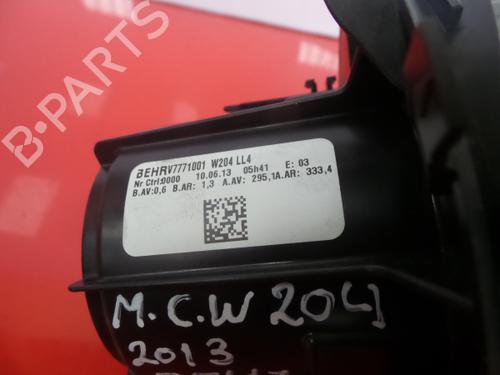 B-PARTS
BEHRV7771001 W204 LL4
Nr Ctrl:0000 10.06.13 05h41 E: 03
B.AV:0,6 B.AR: 1,3 A.AV: 295,1A.AR: 333,4
M.C.W204
2013